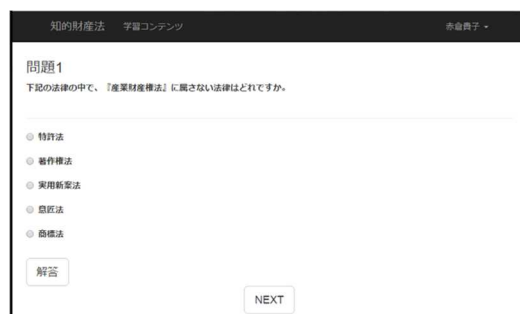 知的財産法 学習コンテンツ 赤倉貴子
問題1
下記の法律の中で、『産業財産権法』に属さない法律はどれですか。
特許法
著作権法
実用新案法
意匠法
商標法
解答
NEXT